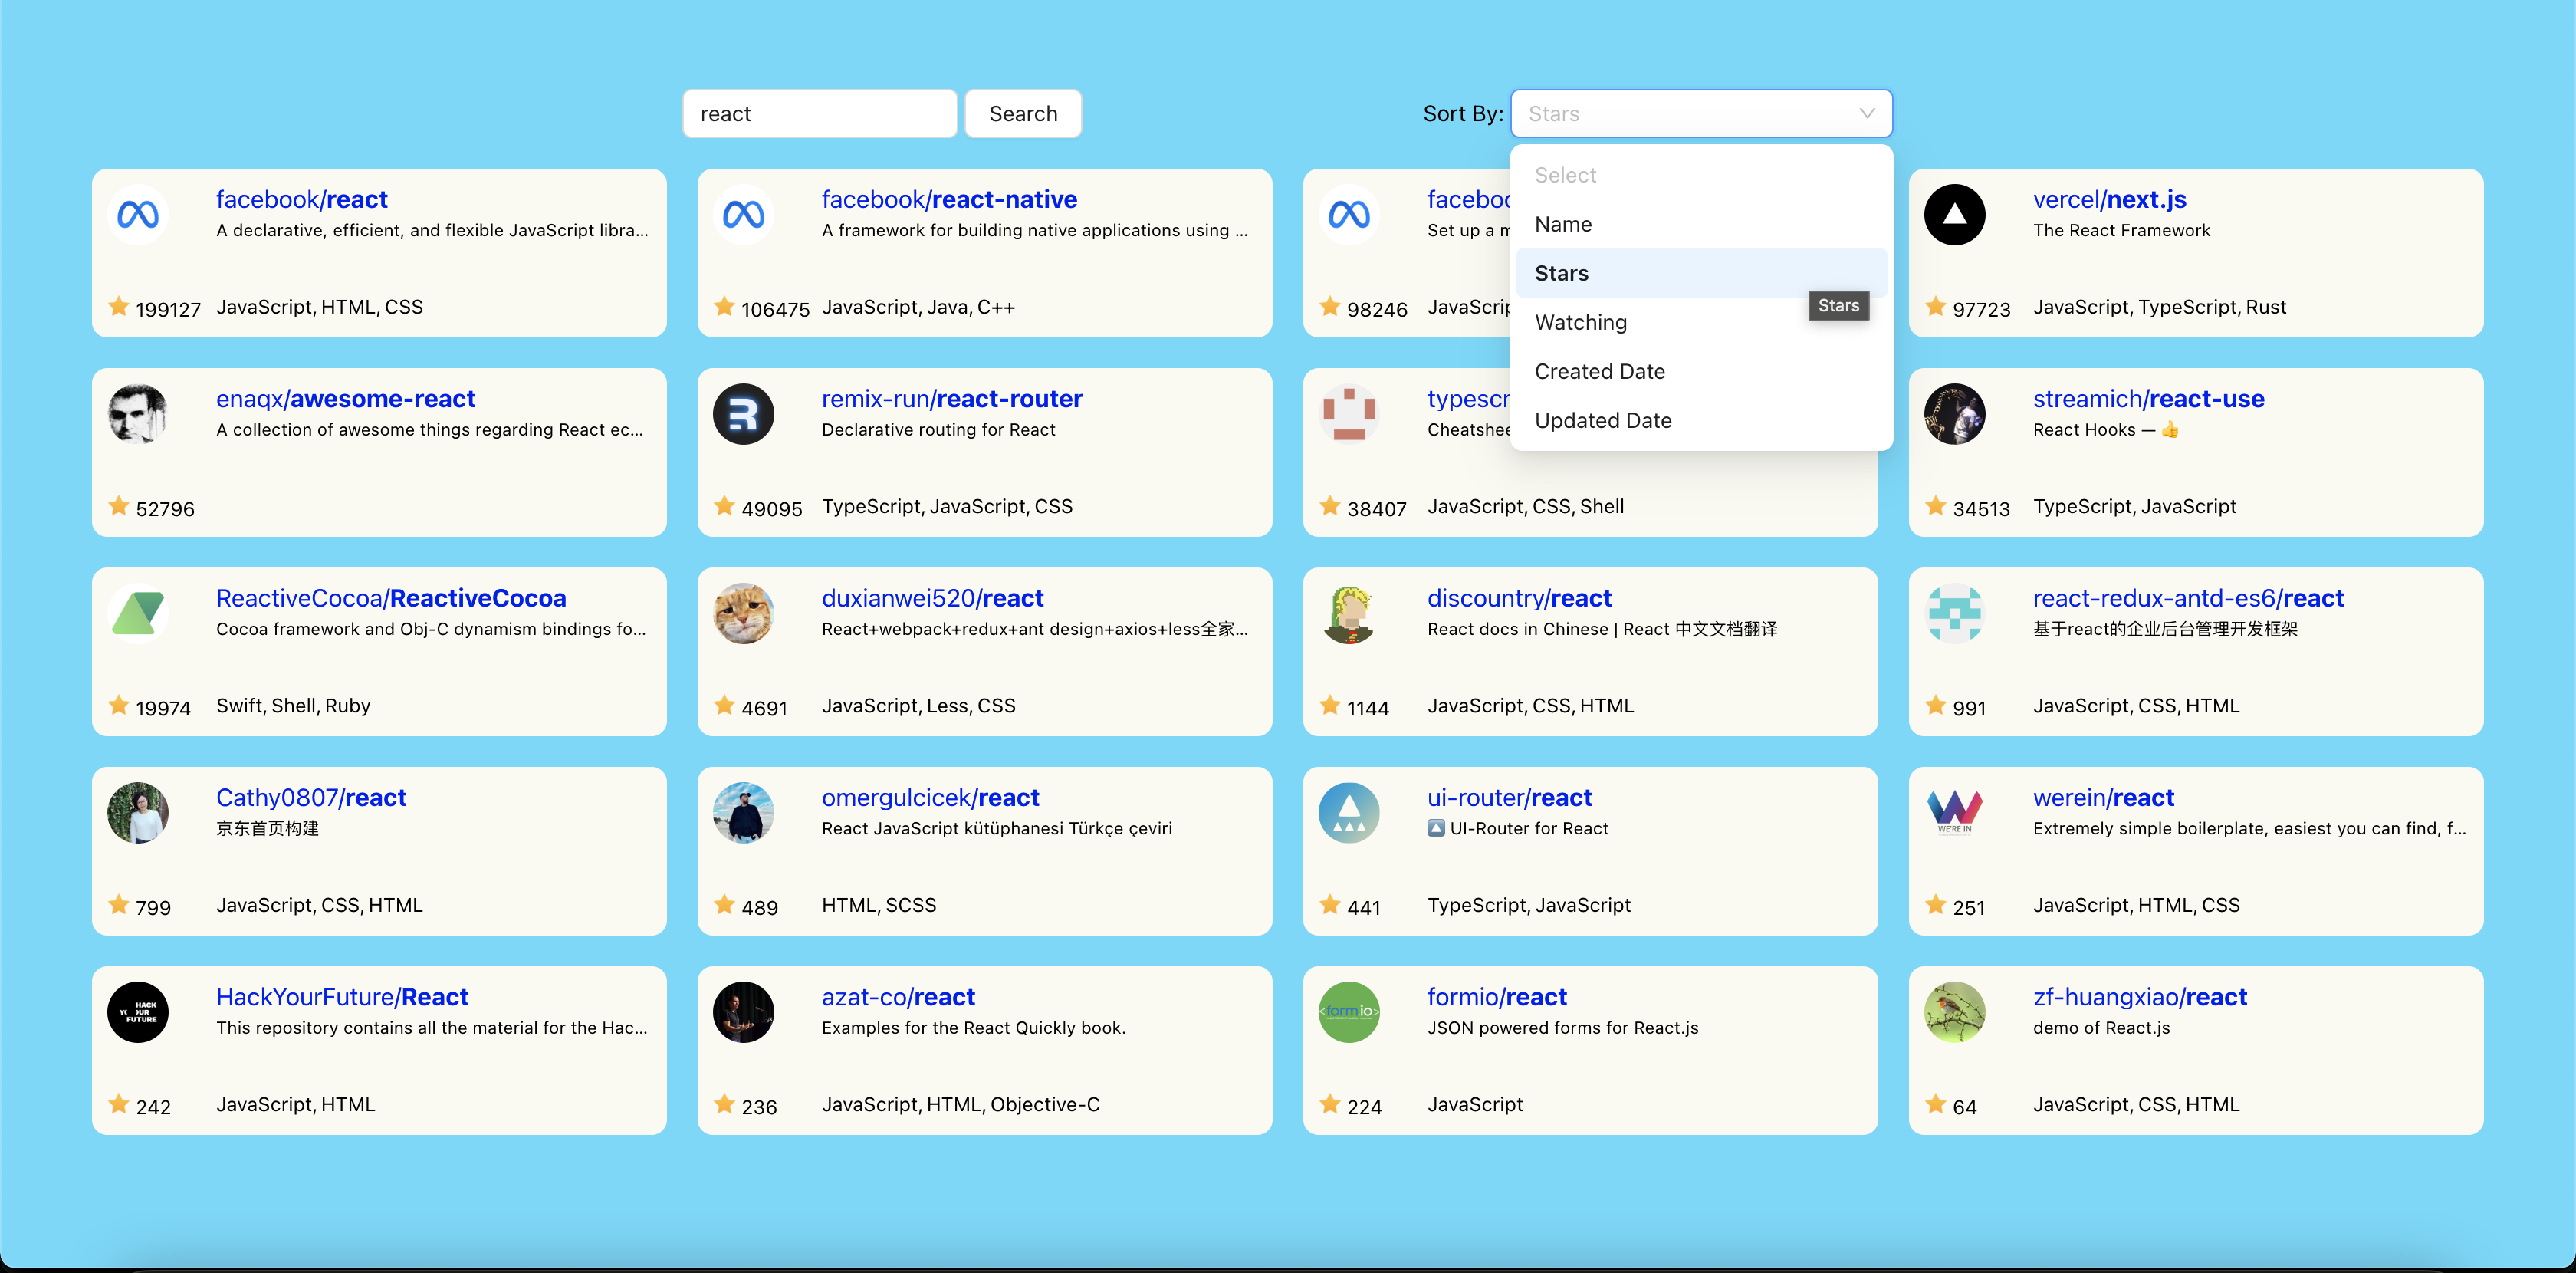 react
Search
Sort By:
Stars
Select
Name
Stars
Stars
Watching
Created Date
Updated Date
facebook/react
A declarative, efficient, and flexible JavaScript libra...
199127 JavaScript, HTML, CSS
facebook/react-native
A framework for building native applications using ...
106475 JavaScript, Java, C++
Set up a
98246
vercel/next.js
The React Framework
97723 JavaScript, TypeScript, Rust
enaqx/awesome-react
A collection of awesome things regarding React ec...
52796
remix-run/react-router
Declarative routing for React
49095 TypeScript, JavaScript, CSS
38407 JavaScript, CSS, Shell
streamich/react-use
React Hooks — 👍
34513 TypeScript, JavaScript
ReactiveCocoa/ReactiveCocoa
Cocoa framework and Obj-C dynamism bindings fo...
19974 Swift, Shell, Ruby
duxianwei520/react
React+webpack+redux+ant design+axios+less全家...
4691 JavaScript, Less, CSS
discountry/react
React docs in Chinese | React 中文文档翻译
1144 JavaScript, CSS, HTML
react-redux-antd-es6/react
基于react的企业后台管理开发框架
991 JavaScript, CSS, HTML
Cathy0807/react
京东首页构建
799 JavaScript, CSS, HTML
omergulcicek/react
React JavaScript kütüphanesi Türkçe çeviri
489 HTML, SCSS
ui-router/react
🔼 UI-Router for React
441 TypeScript, JavaScript
WE'RE IN
werein/react
Extremely simple boilerplate, easiest you can find, f...
251 JavaScript, HTML, CSS
HACK
YOUR
FUTURE
HackYourFuture/React
This repository contains all the material for the Hac...
242 JavaScript, HTML
azat-co/react
Examples for the React Quickly book.
236 JavaScript, HTML, Objective-C
<form.io>
formio/react
JSON powered forms for React.js
224 JavaScript
zf-huangxiao/react
demo of React.js
64 JavaScript, CSS, HTML